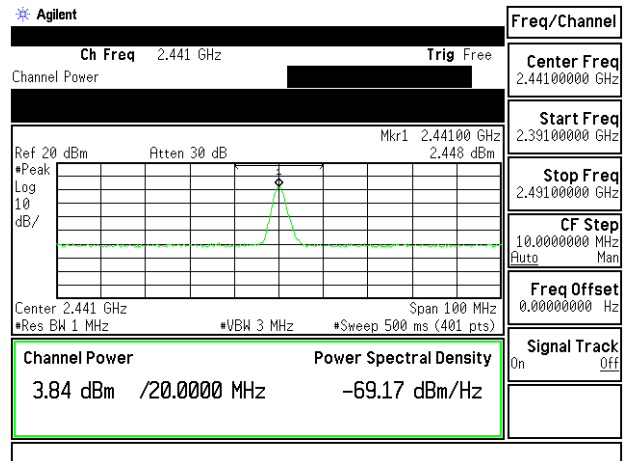 Agilent
Freq/Channel
Ch Freq 2.441 GHz Trig Free
Channel Power
Center Freq
2.44100000 GHz
Start Freq
2.39100000 GHz
Stop Freq
2.49100000 GHz
CF Step
10.0000000 MHz
Auto Man
Freq Offset
0.00000000 Hz
Signal Track
On Off
Mkr1 2.44100 GHz
Ref 20 dBm Atten 30 dB 2.448 dBm
#Peak
Log
10
dB/
1
Center 2.441 GHz Span 100 MHz
#Res BW 1 MHz #VBW 3 MHz #Sweep 500 ms (401 pts)
Channel Power Power Spectral Density
3.84 dBm /20.0000 MHz -69.17 dBm/Hz